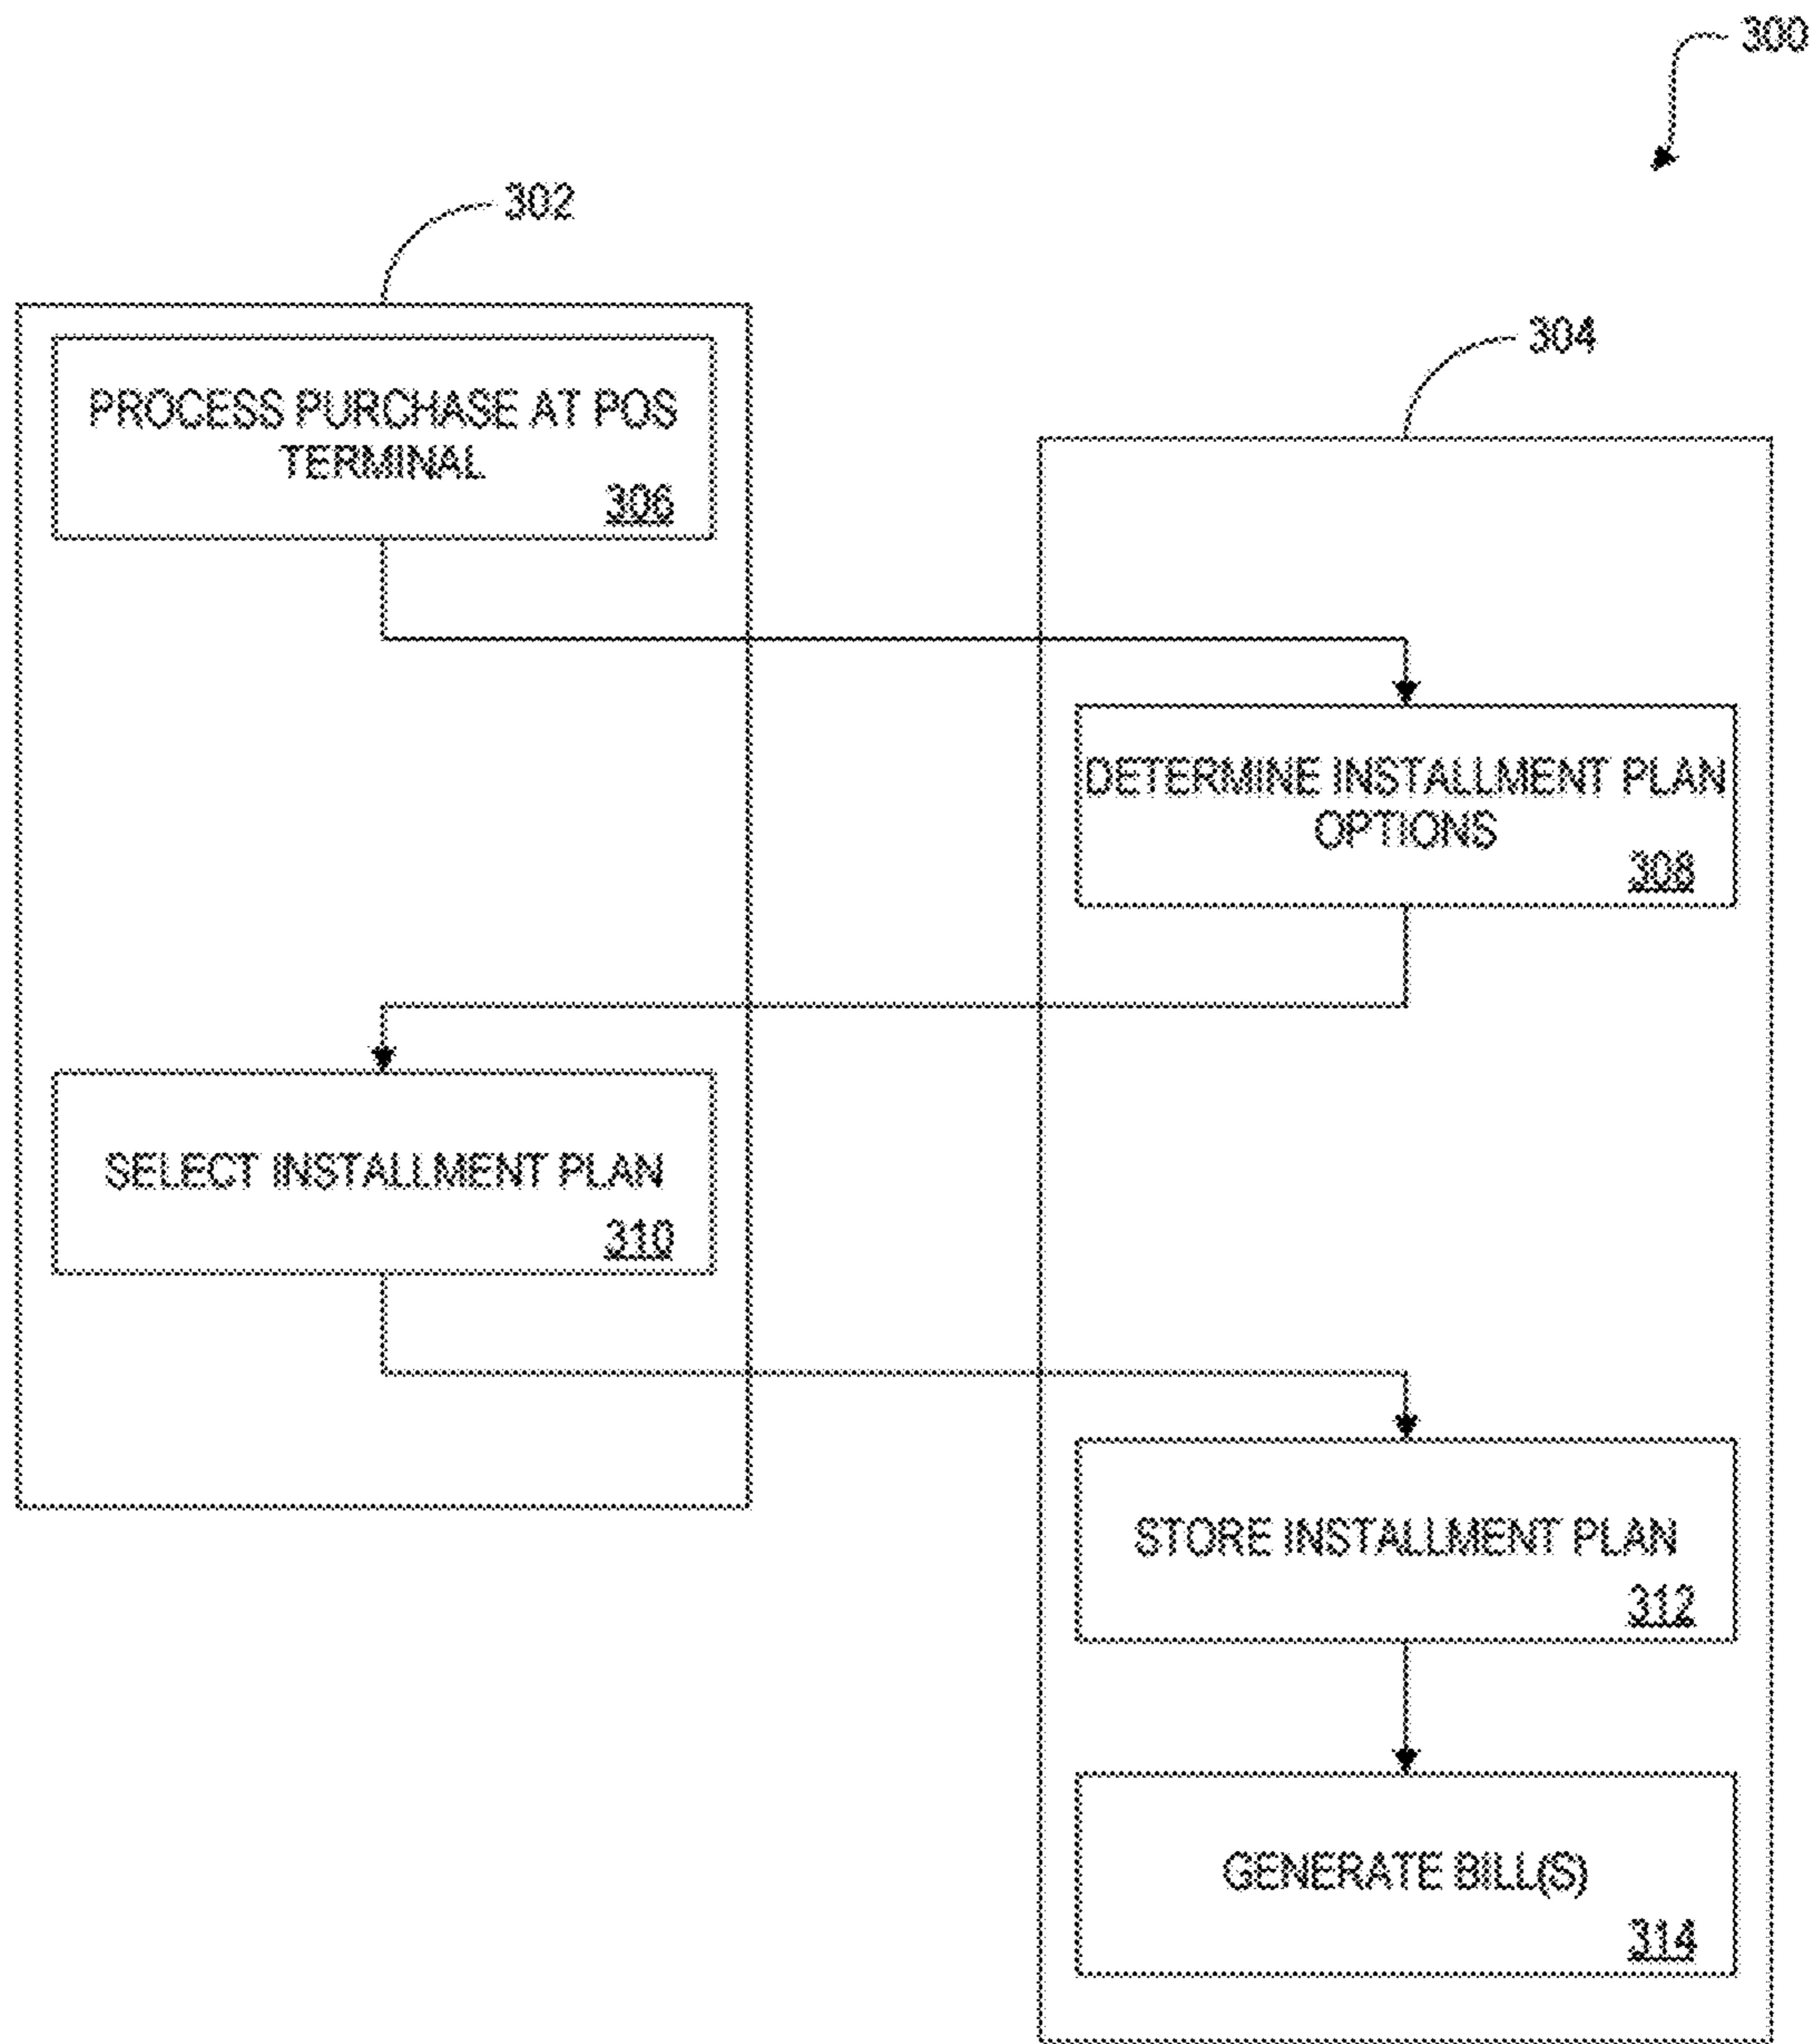 300
302
304
PROCESS PURCHASE AT POS
TERMINAL
306
DETERMINE INSTALLMENT PLAN
OPTIONS
308
SELECT INSTALLMENT PLAN
310
STORE INSTALLMENT PLAN
312
GENERATE BILL(S)
314